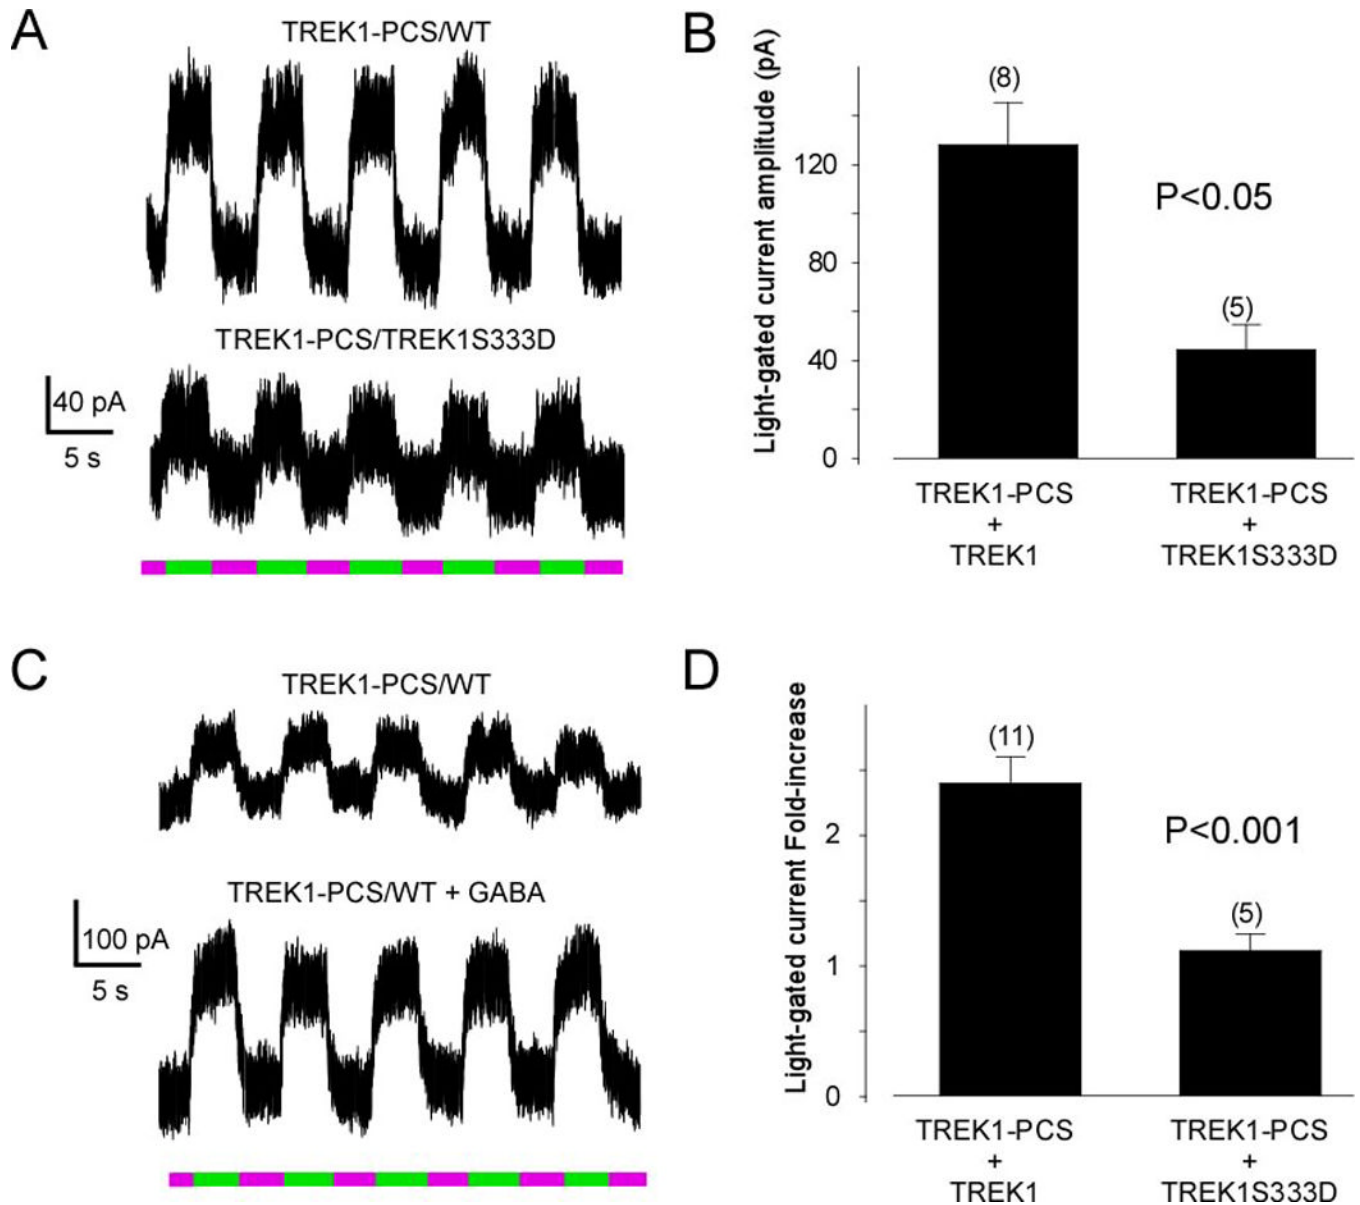 A
TREK1-PCS/WT
TREK1-PCS/TREK1S333D
40 pA
5 s
B
Light-gated current amplitude (pA)
120
80
40
0
(8)
(5)
P<0.05
TREK1-PCS
+
TREK1
TREK1-PCS
+
TREK1S333D
C
TREK1-PCS/WT
TREK1-PCS/WT + GABA
100 pA
5 s
D
Light-gated current Fold-increase
2
1
0
(11)
(5)
P<0.001
TREK1-PCS
+
TREK1
TREK1-PCS
+
TREK1S333D